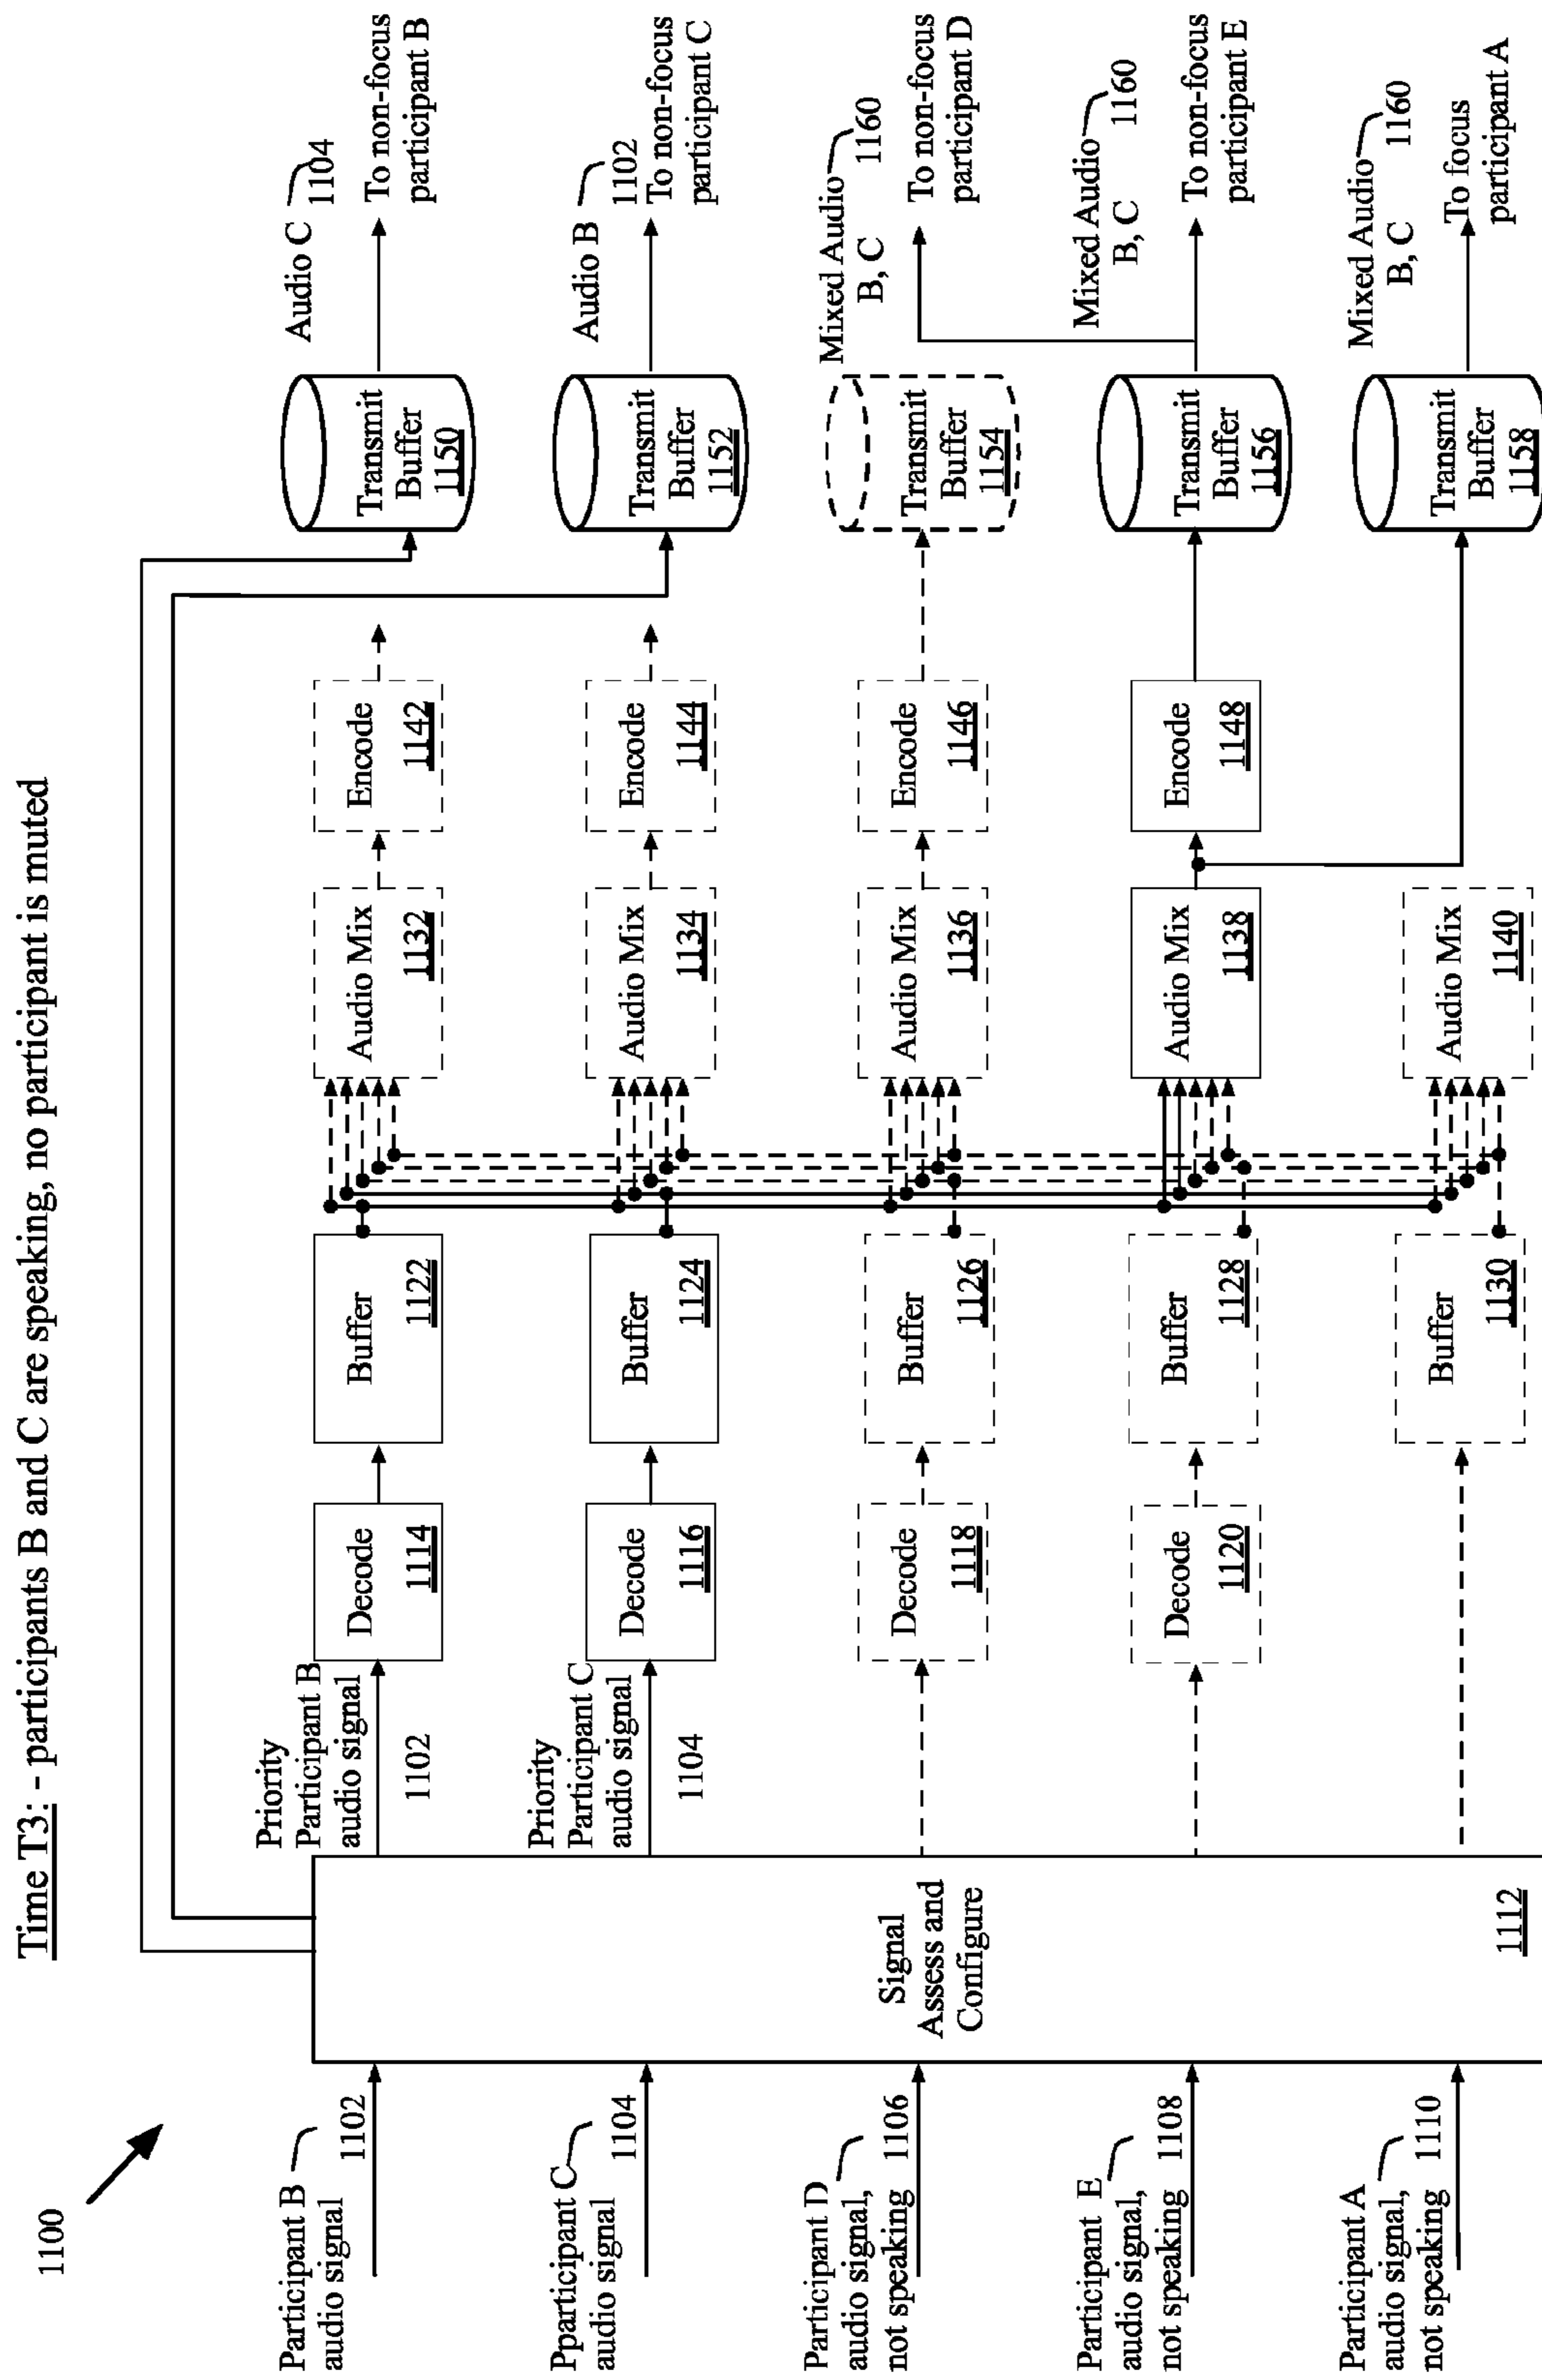 Time T3: - participants B and C are speaking, no participant is muted
1100
Participant B
audio signal
1102
Pparticipant C
audio signal
1104
Participant D
audio signal,
not speaking
1106
Participant E
audio signal,
not speaking
1108
Participant A
audio signal,
not speaking
1110
Signal
Assess and
Configure
1112
Priority
Participant B
audio signal
1102
Priority
Participant C
audio signal
1104
Decode
1114
Decode
1116
Decode
1118
Decode
1120
Buffer
1122
Buffer
1124
Buffer
1126
Buffer
1128
Buffer
1130
Audio Mix
1132
Audio Mix
1134
Audio Mix
1136
Audio Mix
1138
Audio Mix
1140
Encode
1142
Encode
1144
Encode
1146
Encode
1148
Transmit
Buffer
1150
Transmit
Buffer
1152
Transmit
Buffer
1154
Transmit
Buffer
1156
Transmit
Buffer
1158
Audio C
1104
To non-focus
participant B
Audio B
1102
To non-focus
participant C
Mixed Audio
B, C
1160
To non-focus
participant D
Mixed Audio
B, C
1160
To non-focus
participant E
Mixed Audio
B, C
1160
To focus
participant A